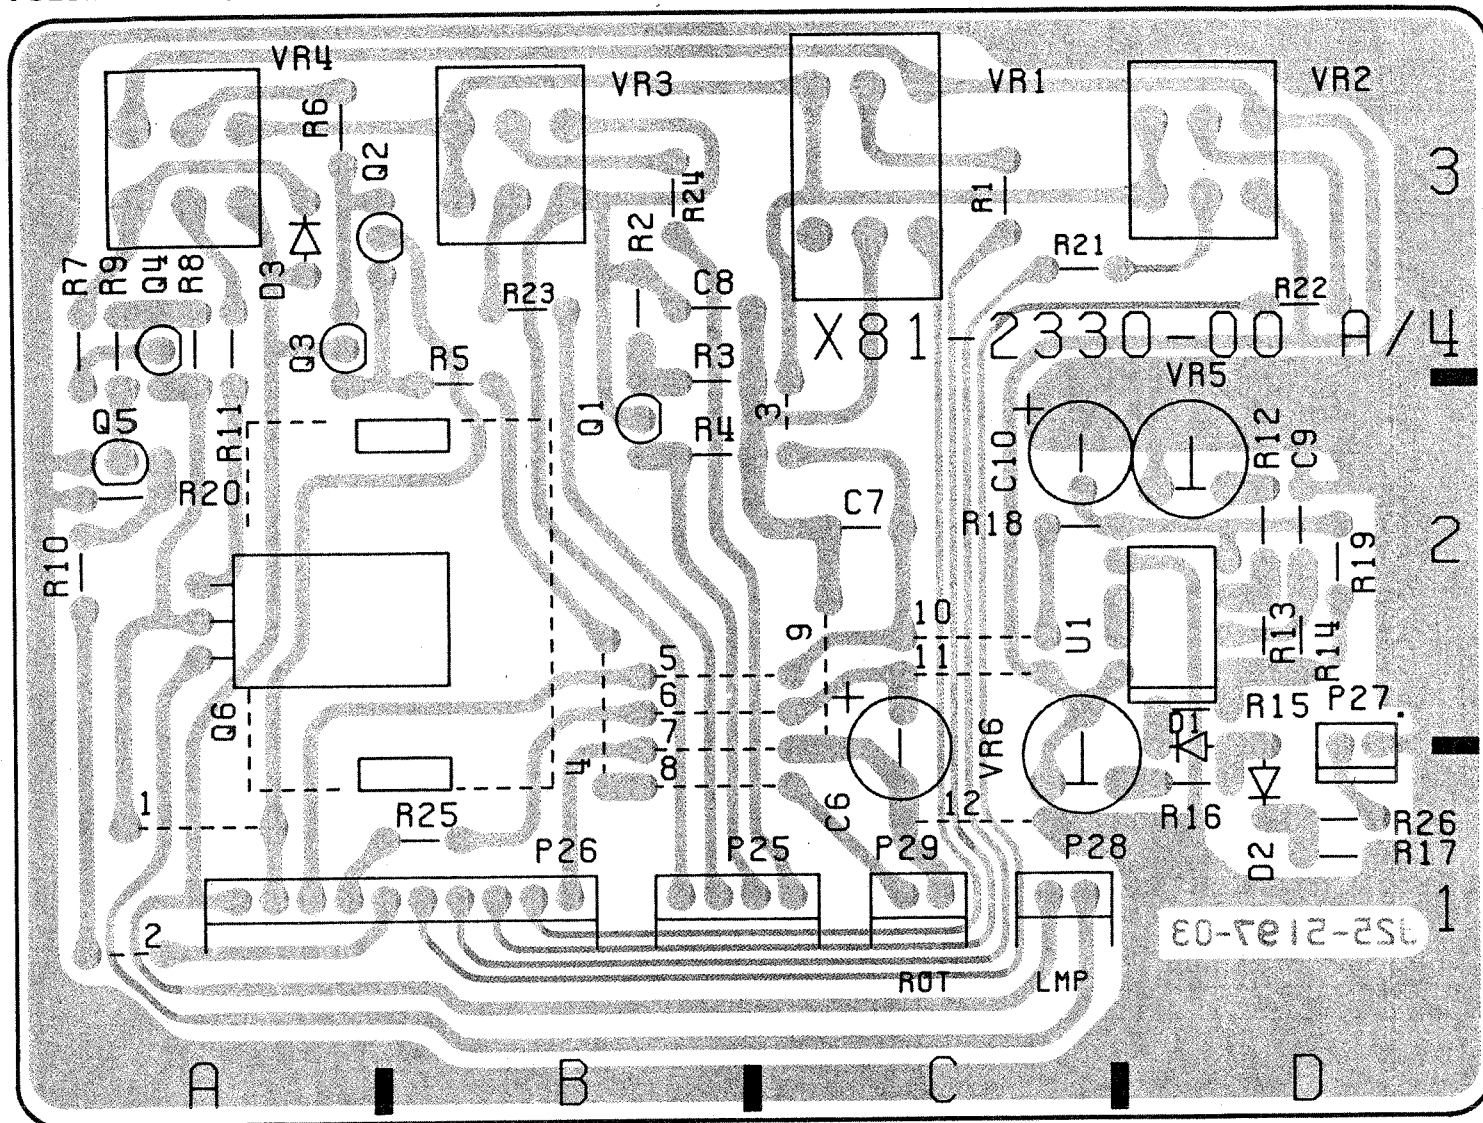 VR4
VR3
VR1
VR2
R6
Q2
3
R24
R1
R2
R21
R7
R9
Q4
R8
D3
R23
C8
R22
X81-2330-00 A/4
Q3
R5
R3
VR5
Q5
R11
Q1
R4
3
C10
R12
C9
R20
C7
R18
2
R10
R19
9
10
U1
R13
R14
5
11
6
Q6
7
+
+
VR6
D1
R15
P27.
4
8
1
R25
C6
12
R16
R26
P26
P25
P29
P28
D2
R17
1
2
J25-5197-03
ROT
LMP
A
B
C
D